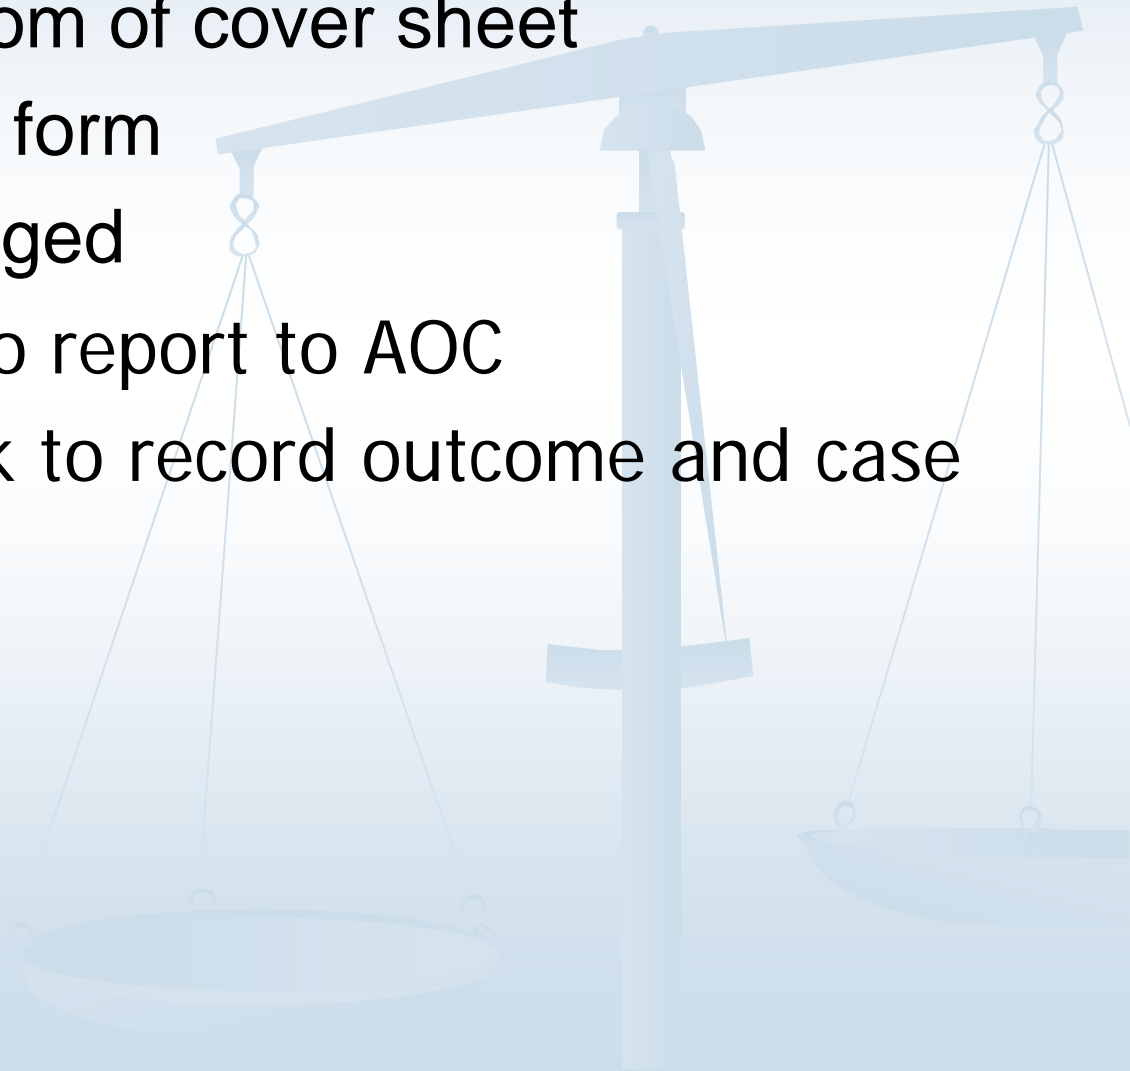 om of cover sheet
form
ged
o report to AOC
k to record outcome and case